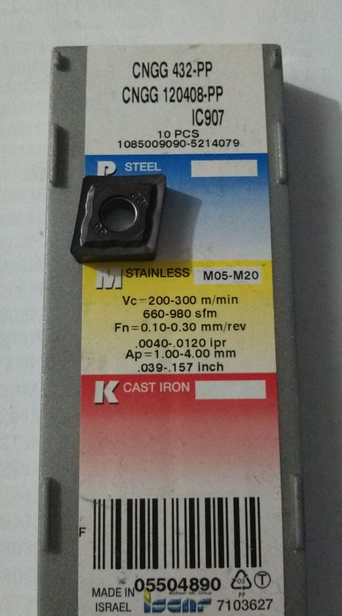 CNGG 432-PP
CNGG 120408-PP
IC907
10 PCS
1085009090-5214079
P STEEL
M STAINLESS M05-M20
Vc=200-300 m/min
660-980 sfm
Fn=0.10-0.30 mm/rev
.0040-.0120 ipr
Ap=1.00-4.00 mm
.039-.157 inch
K CAST IRON
F
05504890
MADE IN
ISRAEL
iscar
7103627
PP
T